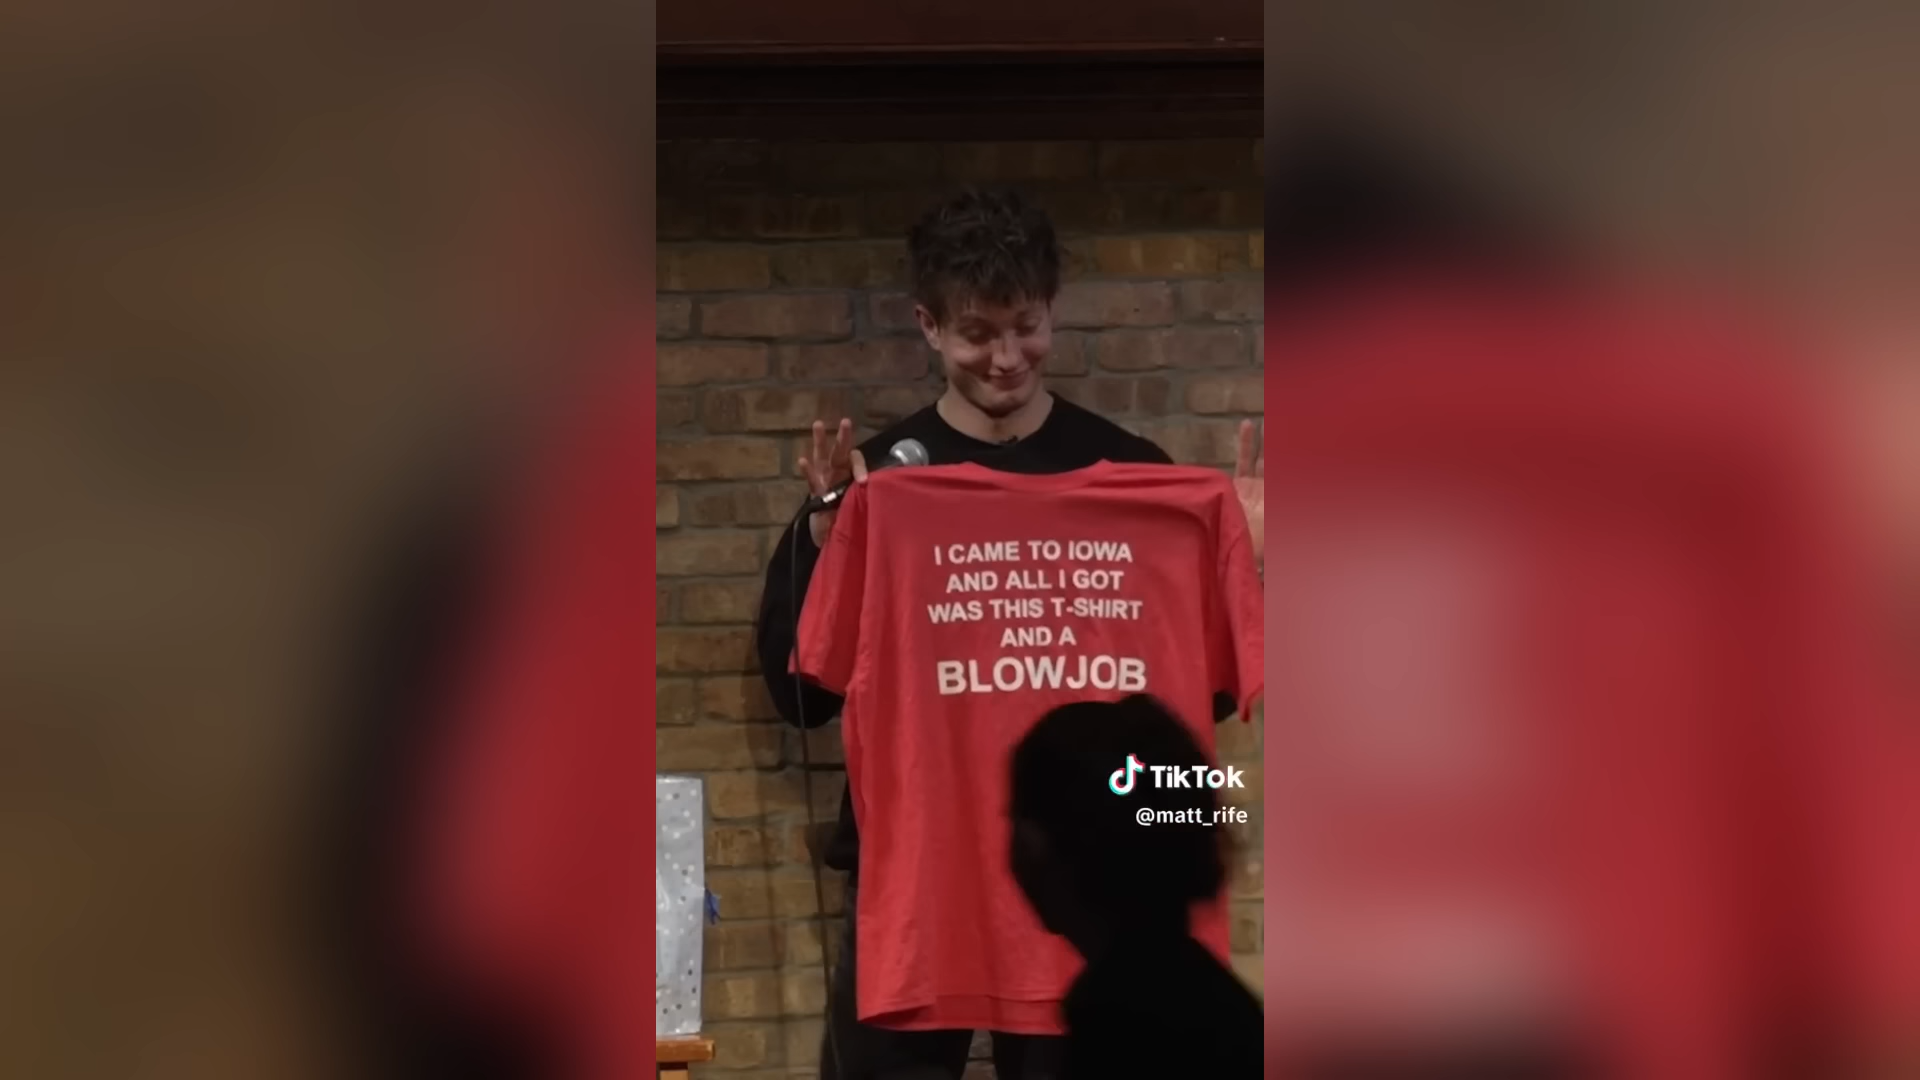 I CAME TO IOWA
AND ALL I GOT
WAS THIS T-SHIRT
AND A
BLOWJOB
TikTok
@matt_rife